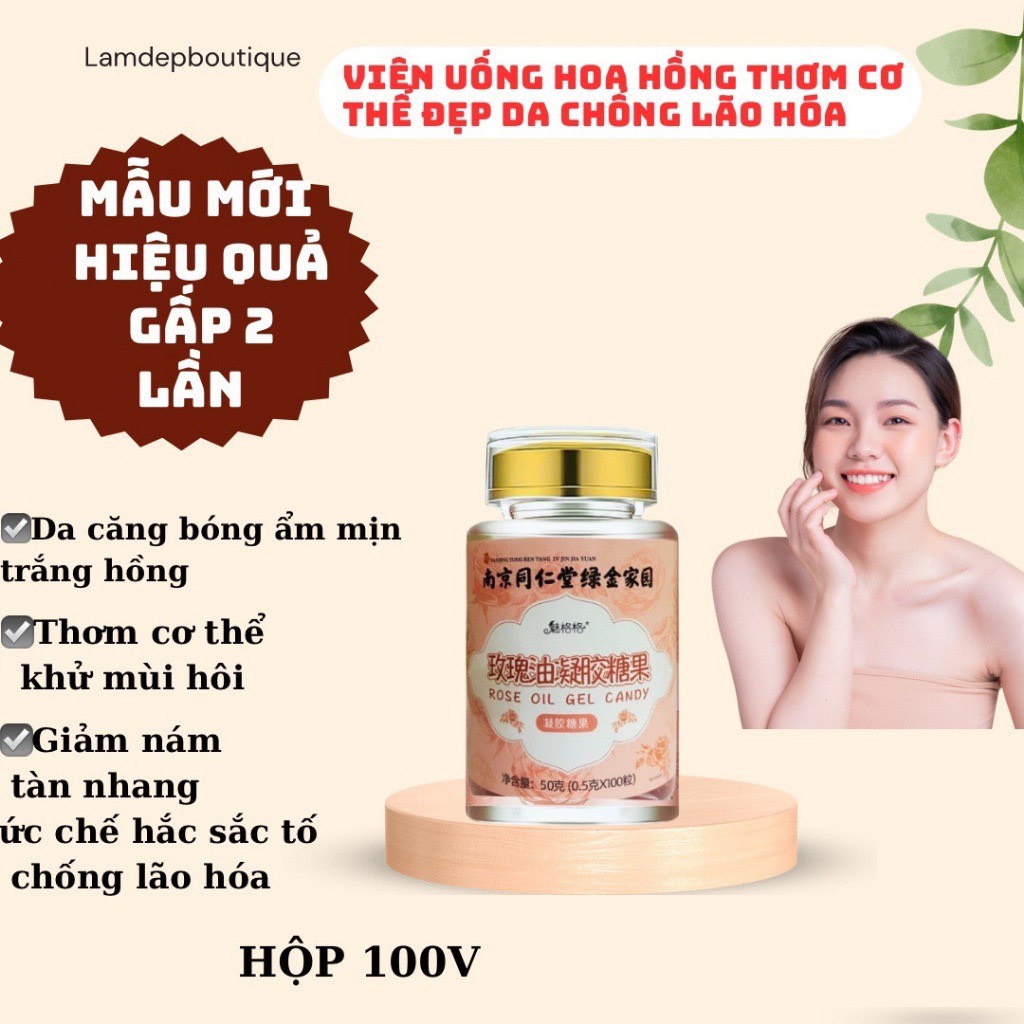 Lamdepboutique
VIÊN UỐNG HOA HỒNG THƠM CƠ
THỂ ĐẸP DA CHỐNG LÃO HÓA
MẪU MỚI
HIỆU QUẢ
GẤP 2
LẦN
☑Da căng bóng ẩm mịn
trắng hồng
☑Thơm cơ thể
khử mùi hôi
☑Giảm nám
tàn nhang
ức chế hắc sắc tố
chống lão hóa
NANJING TONG REN TANG LV JIN JIA YUAN
南京同仁堂绿金家园
魅格格
玫瑰油凝胶糖果
ROSE OIL GEL CANDY
凝胶糖果
净含量：50克 (0.5克X100粒)
HỘP 100V